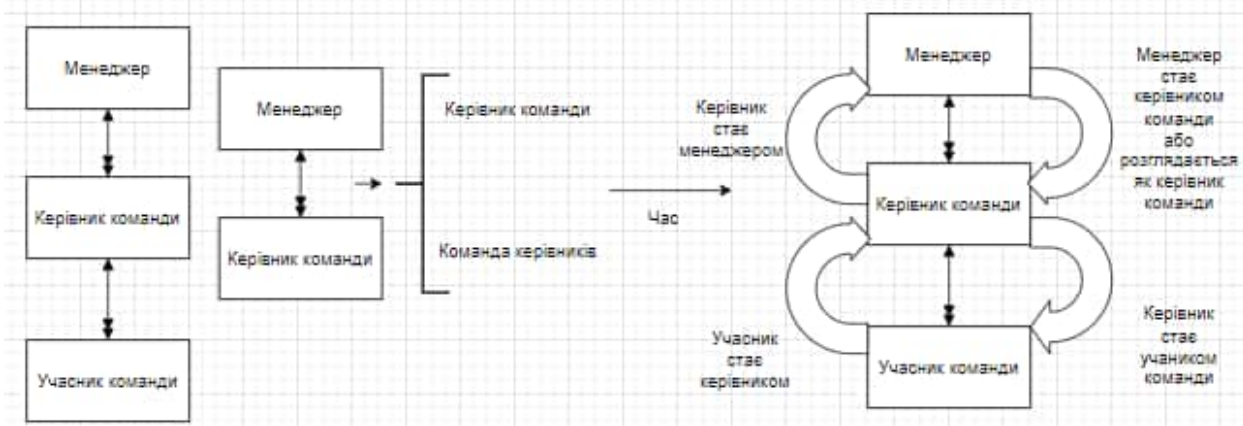 Менеджер
Керівник команди
Учасник команди
Менеджер
Керівник команди
Керівник команди
Команда керівників
Час
Керівник
стає
менеджером
Учасник
стає
керівником
Менеджер
Керівник команди
Учасник команди
Менеджер
стає
керівником
команди
або
розглядається
як керівник
команди
Керівник
стає
учаником
команди